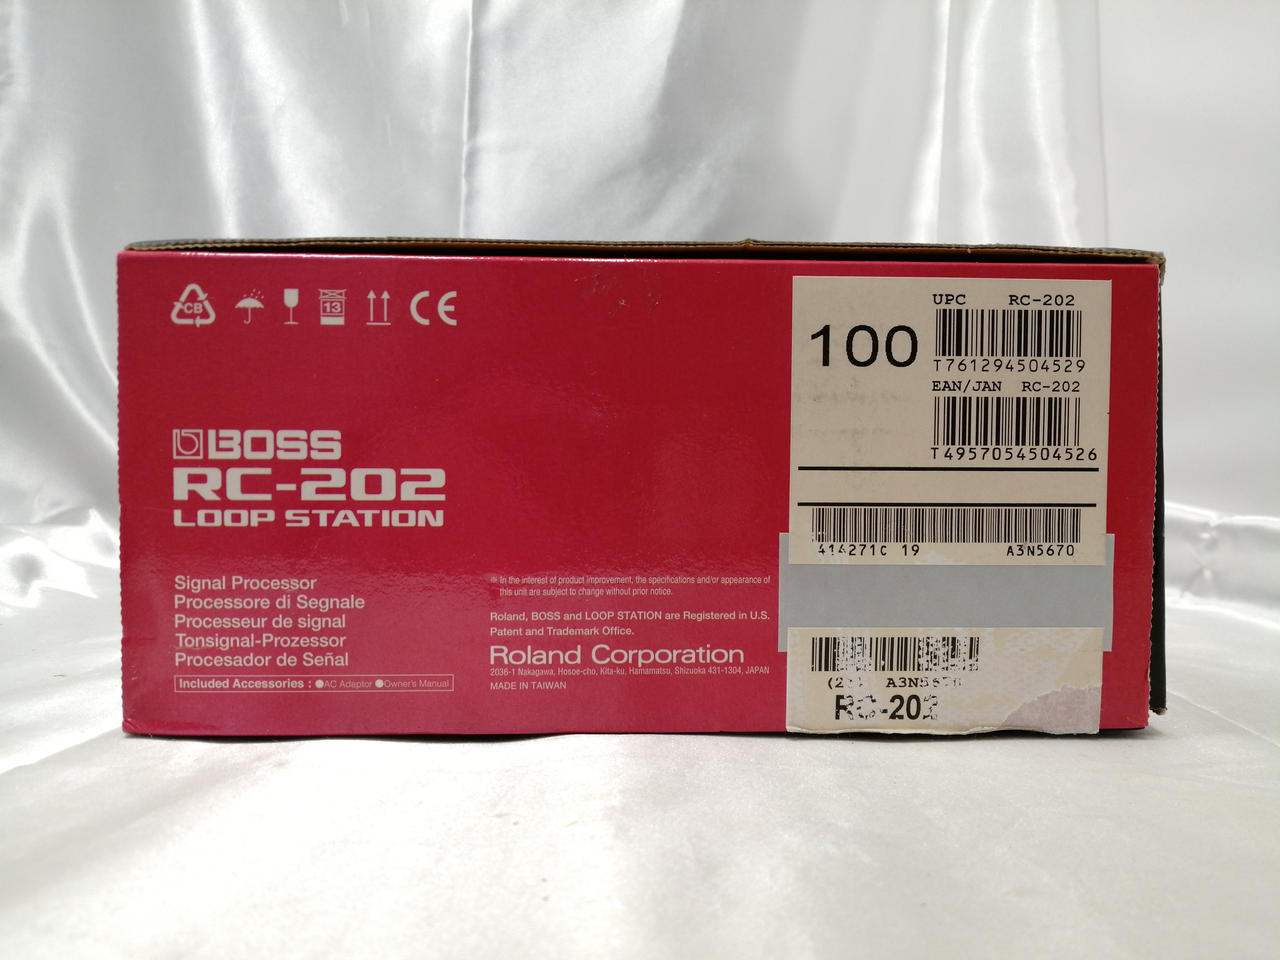 CB
13
CE
BOSS
RC-202
LOOP STATION
Signal Processor
Processore di Segnale
Processeur de signal
Tonsignal-Prozessor
Procesador de Señal
Included Accessories : ●AC Adaptor ●Owner's Manual
※ In the interest of product improvement, the specifications and/or appearance of
this unit are subject to change without prior notice.
Roland, BOSS and LOOP STATION are Registered in U.S.
Patent and Trademark Office.
Roland Corporation
2036-1 Nakagawa, Hosoe-cho, Kita-ku, Hamamatsu, Shizuoka 431-1304, JAPAN
MADE IN TAIWAN
100
UPC RC-202
T761294504529
EAN/JAN RC-202
T4957054504526
414271C 19 A3N5670
RC-202